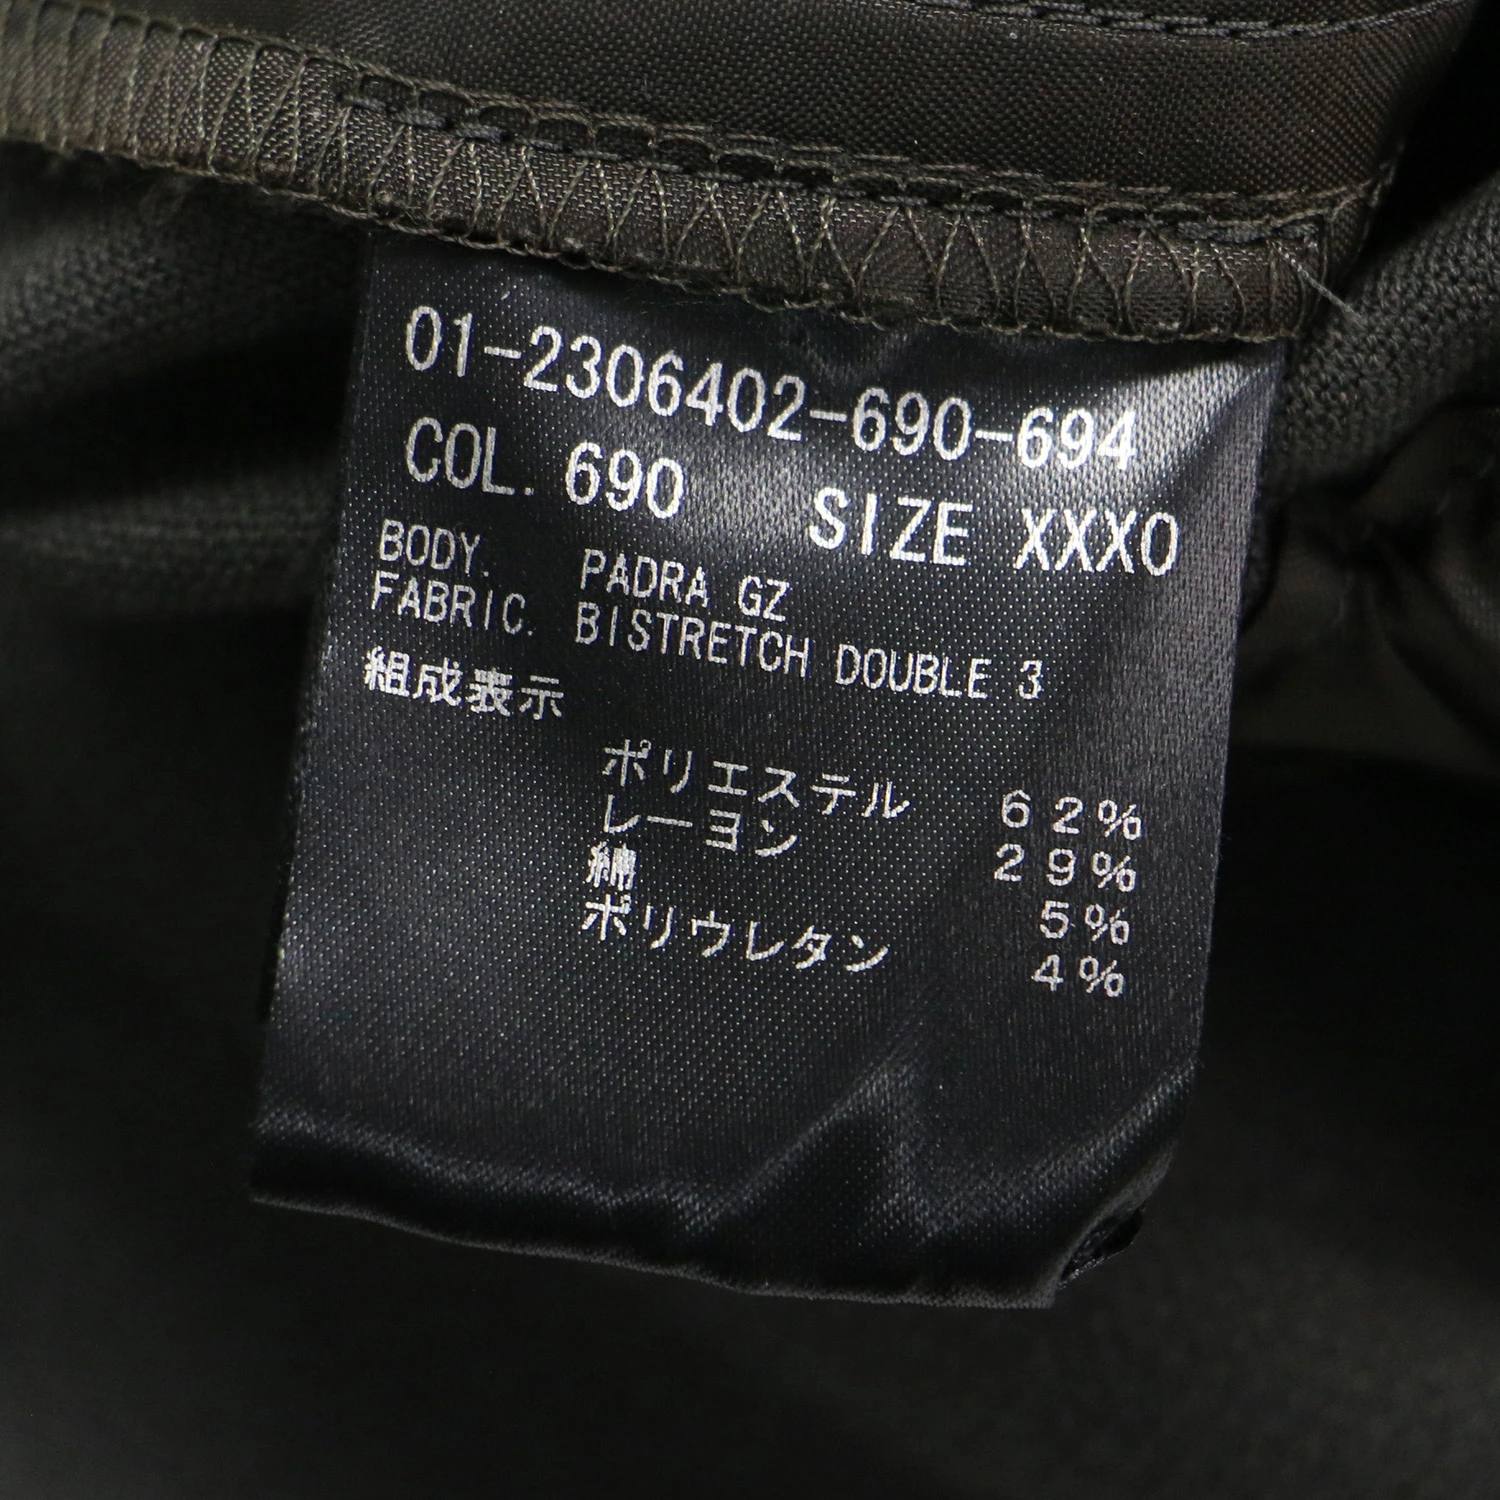 01-2306402-690-694
COL. 690 SIZE XXXO
BODY. PADRA GZ
FABRIC. BISTRETCH DOUBLE 3
組成表示
ポリエステル 62%
レーヨン 29%
綿 5%
ポリウレタン 4%